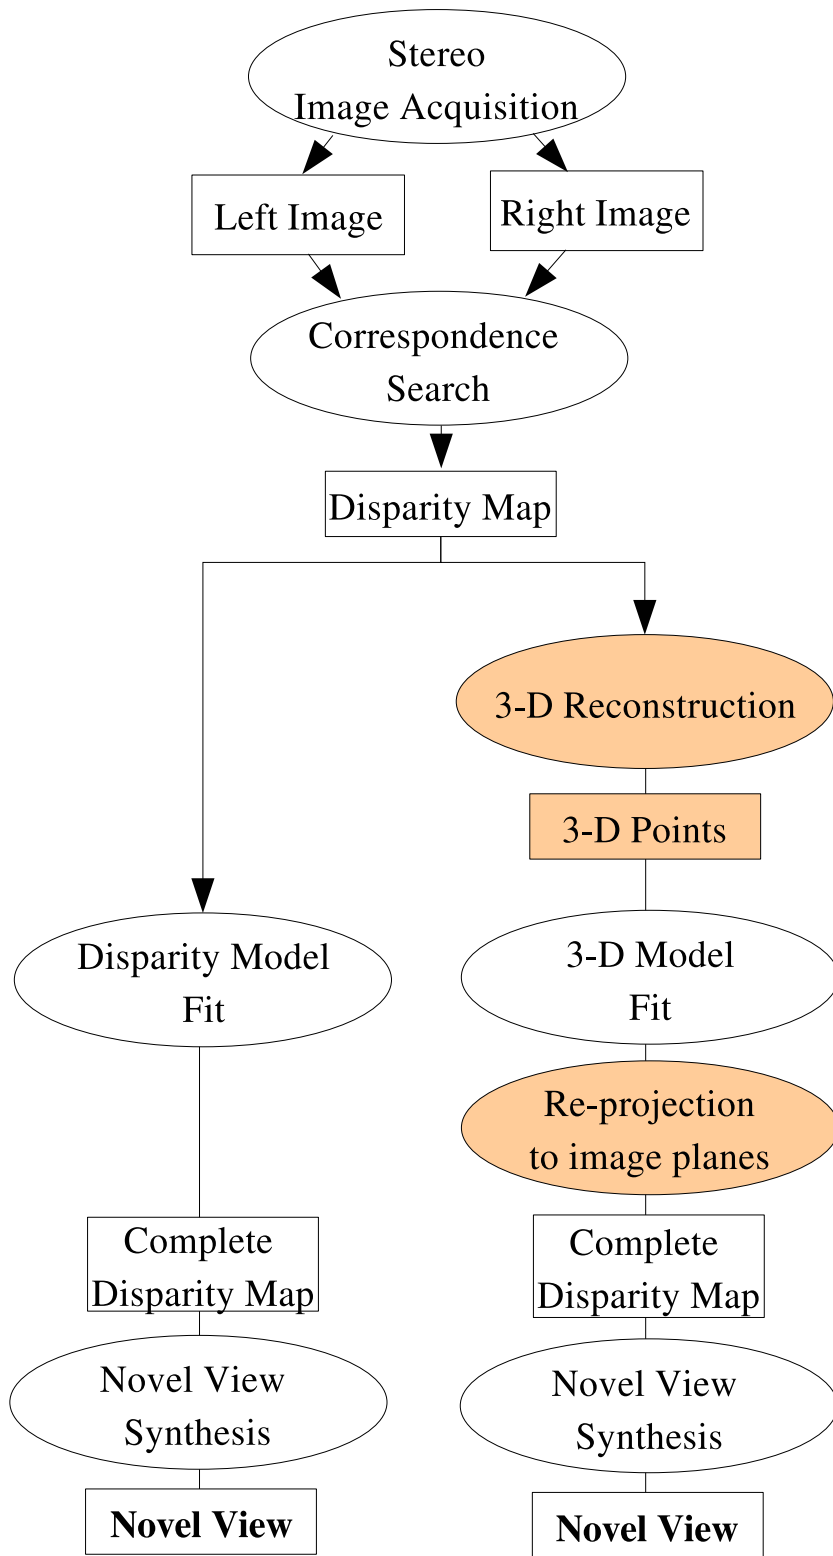 Stereo
Image Acquisition
Left Image
Right Image
Correspondence
Search
Disparity Map
3-D Reconstruction
3-D Points
Disparity Model
Fit
3-D Model
Fit
Re-projection
to image planes
Complete
Disparity Map
Complete
Disparity Map
Novel View
Synthesis
Novel View
Synthesis
Novel View
Novel View